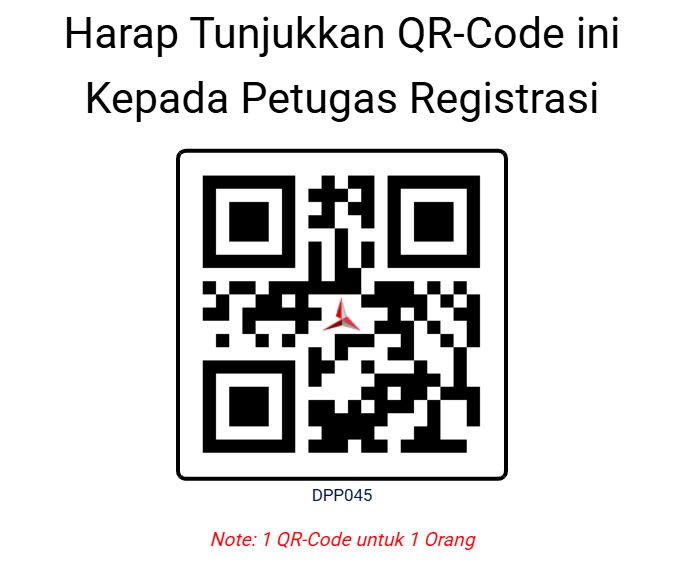 Harap Tunjukkan QR-Code ini
Kepada Petugas Registrasi
DPP045
Note: 1 QR-Code untuk 1 Orang